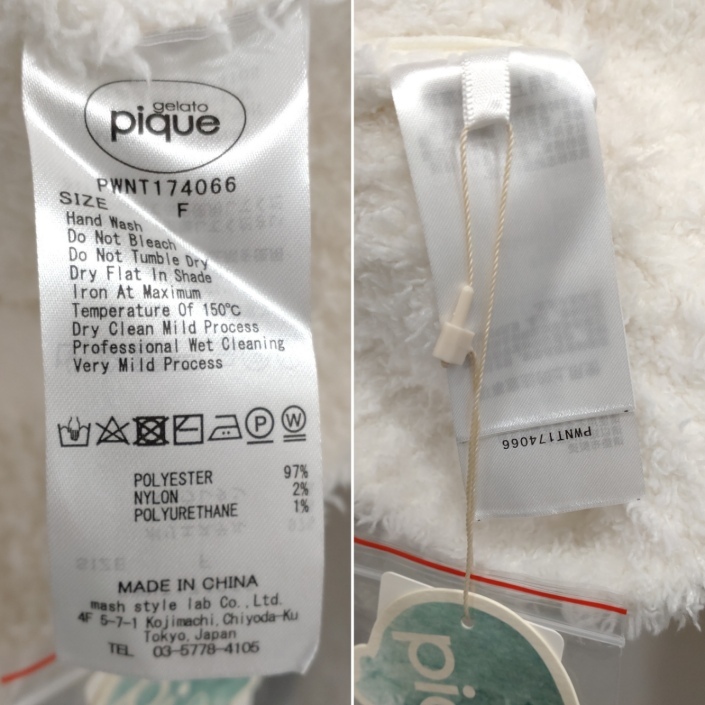 gelato
pique
PWNT174066
SIZE F
Hand Wash
Do Not Bleach
Do Not Tumble Dry
Dry Flat In Shade
Iron At Maximum
Temperature Of 150℃
Dry Clean Mild Process
Professional Wet Cleaning
Very Mild Process
P W
POLYESTER 97%
NYLON 2%
POLYURETHANE 1%
MADE IN CHINA
mash style lab Co.,Ltd.
4F 5-7-1 Kojimachi,Chiyoda-Ku
Tokyo,Japan
TEL 03-5778-4105
PWNT174066
pi